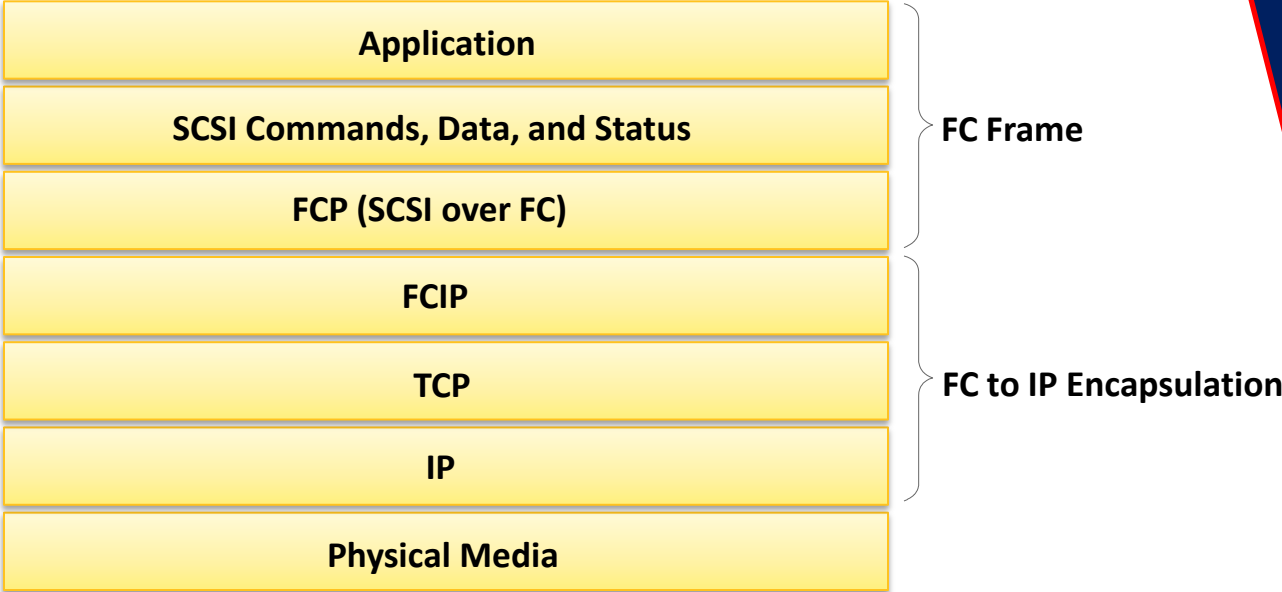 Application
SCSI Commands, Data, and Status
FC Frame
FCP (SCSI over FC)
FCIP
TCP
FC to IP Encapsulation
IP
Physical Media